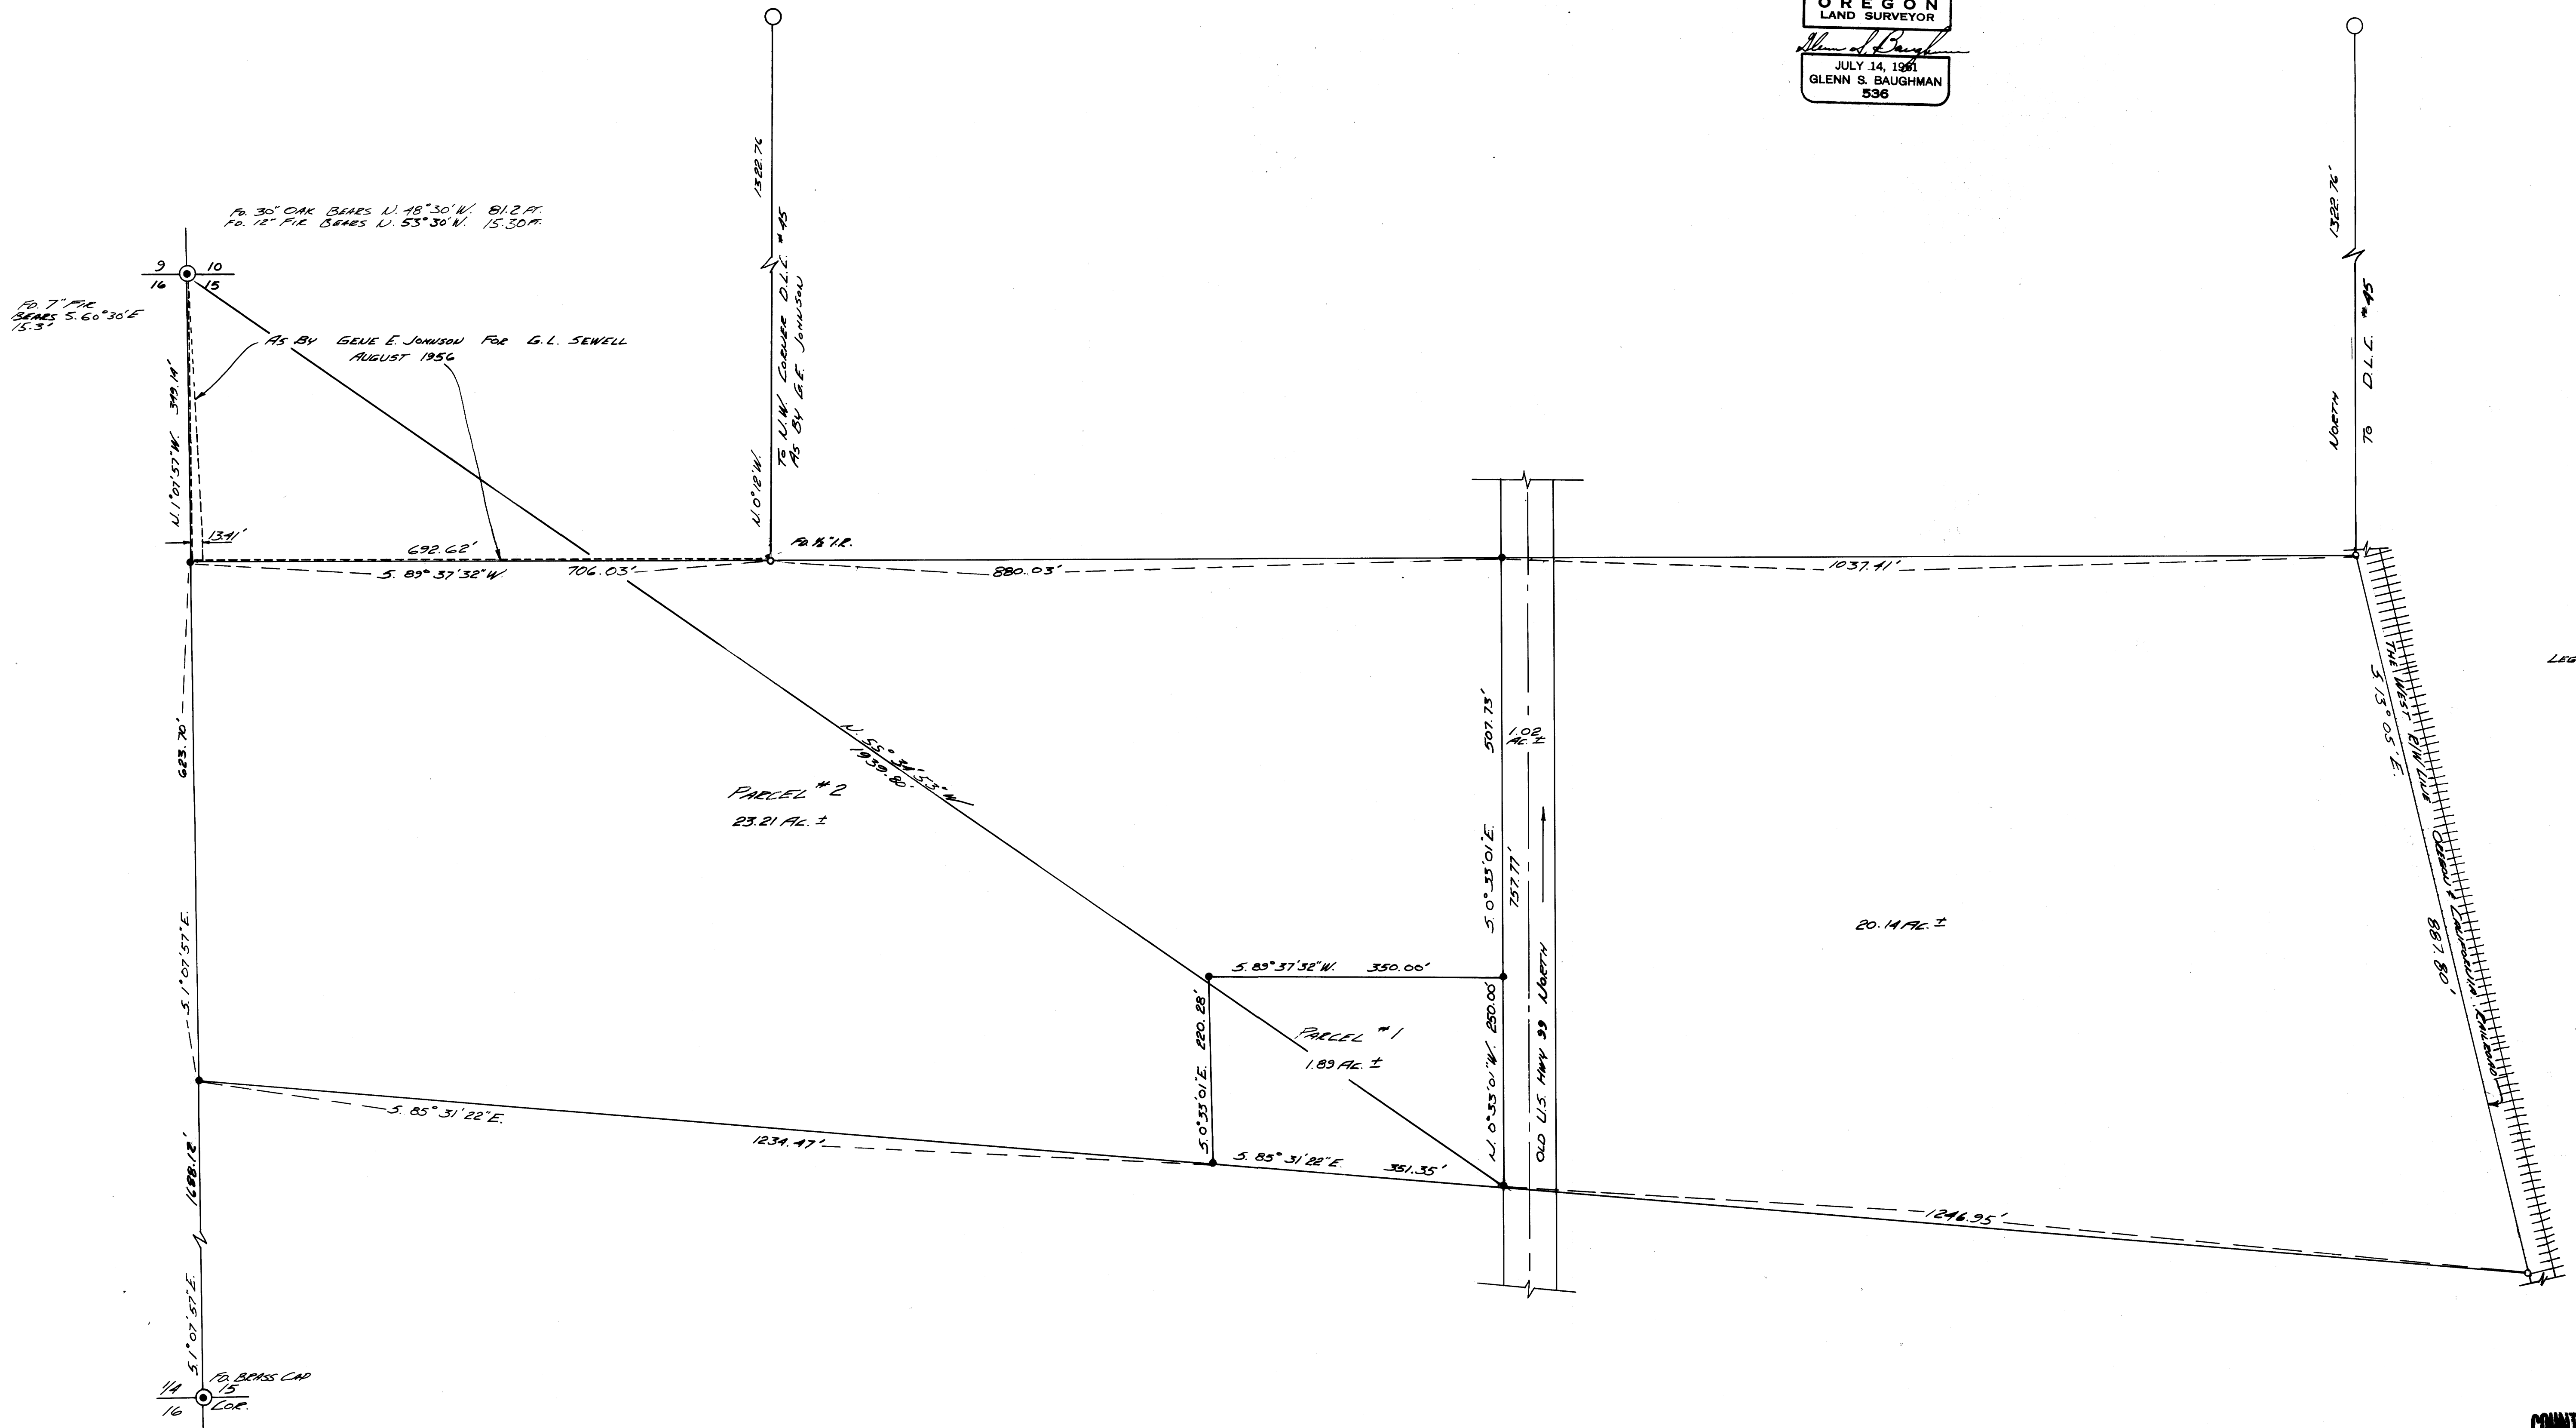 OREGON
LAND SURVEYOR
JULY 14, 1961
GLENN S. BAUGHMAN
536
FD. 30" OAK BEARS N. 48°30'W. 81.2 FT.
FD. 12" FIR BEARS N. 53°30'W. 15.30 FT.
9 10
16 15
FD. 7" FIR
BEARS S. 60°30'E
15.3'
AS BY GENE E. JOHNSON FOR G.L. SEWELL
AUGUST 1956
N. 1°07'57"W. 349.14'
13.41'
692.62'
S. 89°37'32"W. 706.03'
N. 0°12'W. 1322.76
TO N.W. CORNER D.L.C. #45
AS BY G.E. JOHNSON
FD. ½" I.R.
880.03'
1037.41'
NORTH 1322.76'
TO D.L.C. #45
LEG
623.70'
S. 1°07'57"E.
N. 55°34'53"W
1939.80'
PARCEL #2
23.21 AC. ±
507.73'
S. 0°33'01"E.
757.77'
1.02
AC. ±
OLD U.S. HWY 99 NORTH
20.14 AC. ±
THE WEST R/W LINE OREGON & CALIFORNIA RAILROAD
S. 13°05'E. 887.80'
S. 89°37'32"W. 350.00'
S. 0°33'01"E. 220.28'
N. 0°33'01"W. 250.00'
PARCEL #1
1.89 AC. ±
S. 85°31'22"E.
1234.47'
S. 85°31'22"E. 351.35'
1246.95'
1688.12'
S. 1°07'57"E.
FD. BRASS CAP
1/4 15
16 COR.